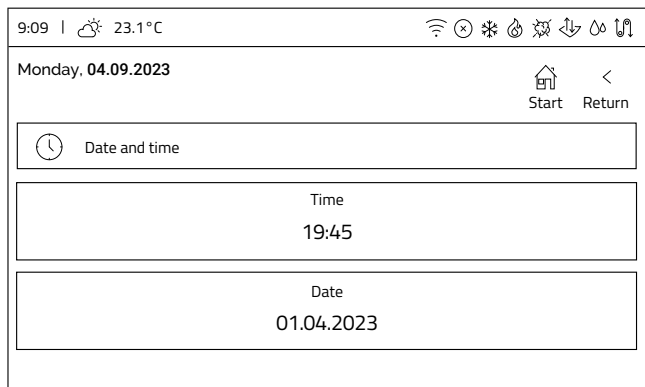 9:09 | 23.1°C
Monday, 04.09.2023
Start Return
Date and time
Time
19:45
Date
01.04.2023